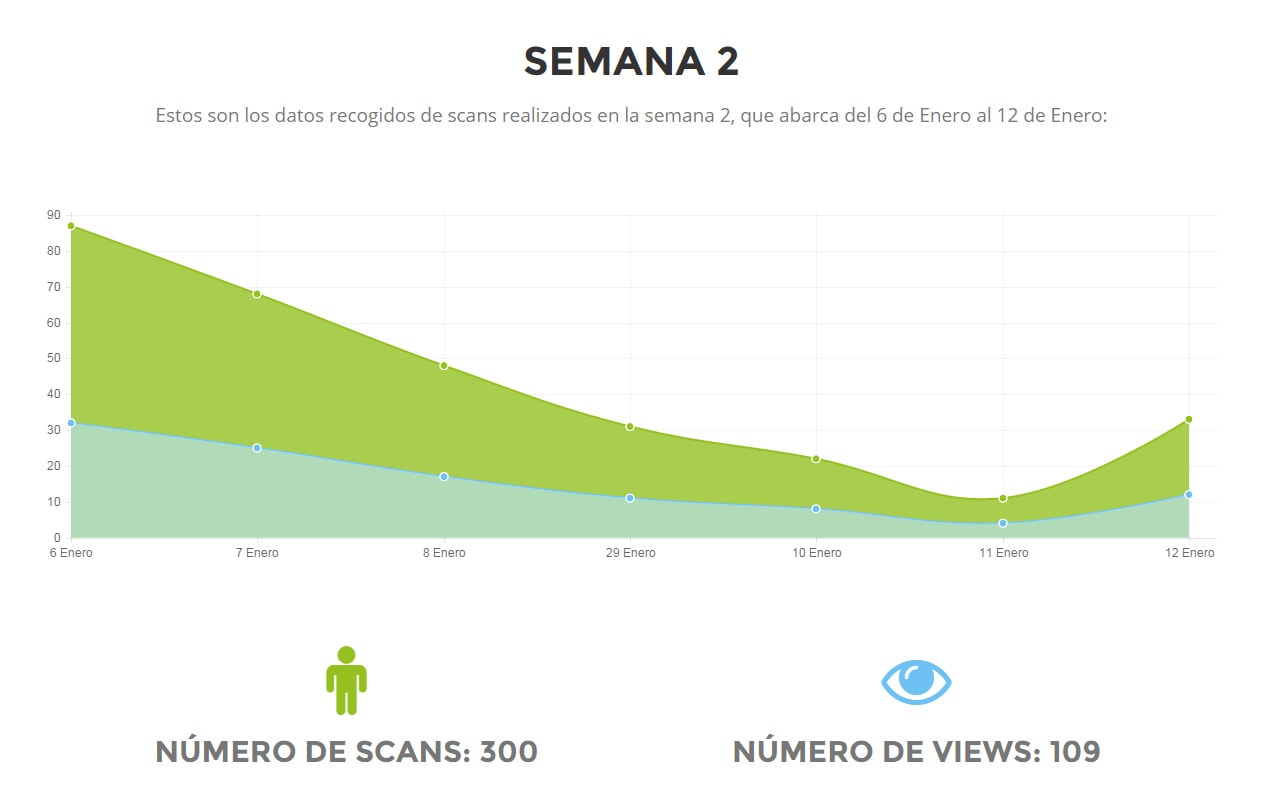 SEMANA 2
Estos son los datos recogidos de scans realizados en la semana 2, que abarca del 6 de Enero al 12 de Enero:
90
80
70
60
50
40
30
20
10
0
6 Enero 7 Enero 8 Enero 29 Enero 10 Enero 11 Enero 12 Enero
NÚMERO DE SCANS: 300 NÚMERO DE VIEWS: 109